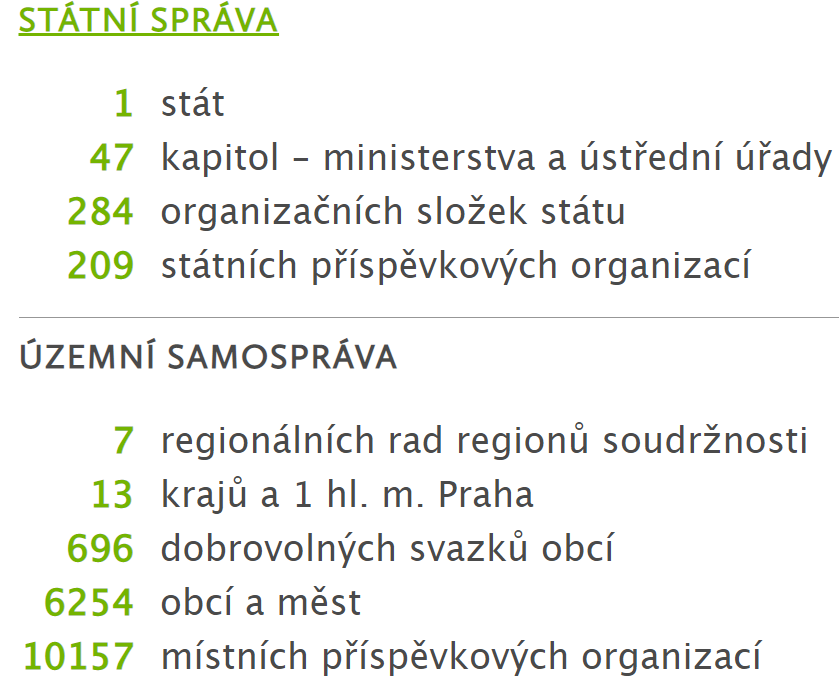 STÁTNÍ SPRÁVA
1 stát
47 kapitol – ministerstva a ústřední úřady
284 organizačních složek státu
209 státních příspěvkových organizací
ÚZEMNÍ SAMOSPRÁVA
7 regionálních rad regionů soudržnosti
13 krajů a 1 hl. m. Praha
696 dobrovolných svazků obcí
6254 obcí a měst
10157 místních příspěvkových organizací